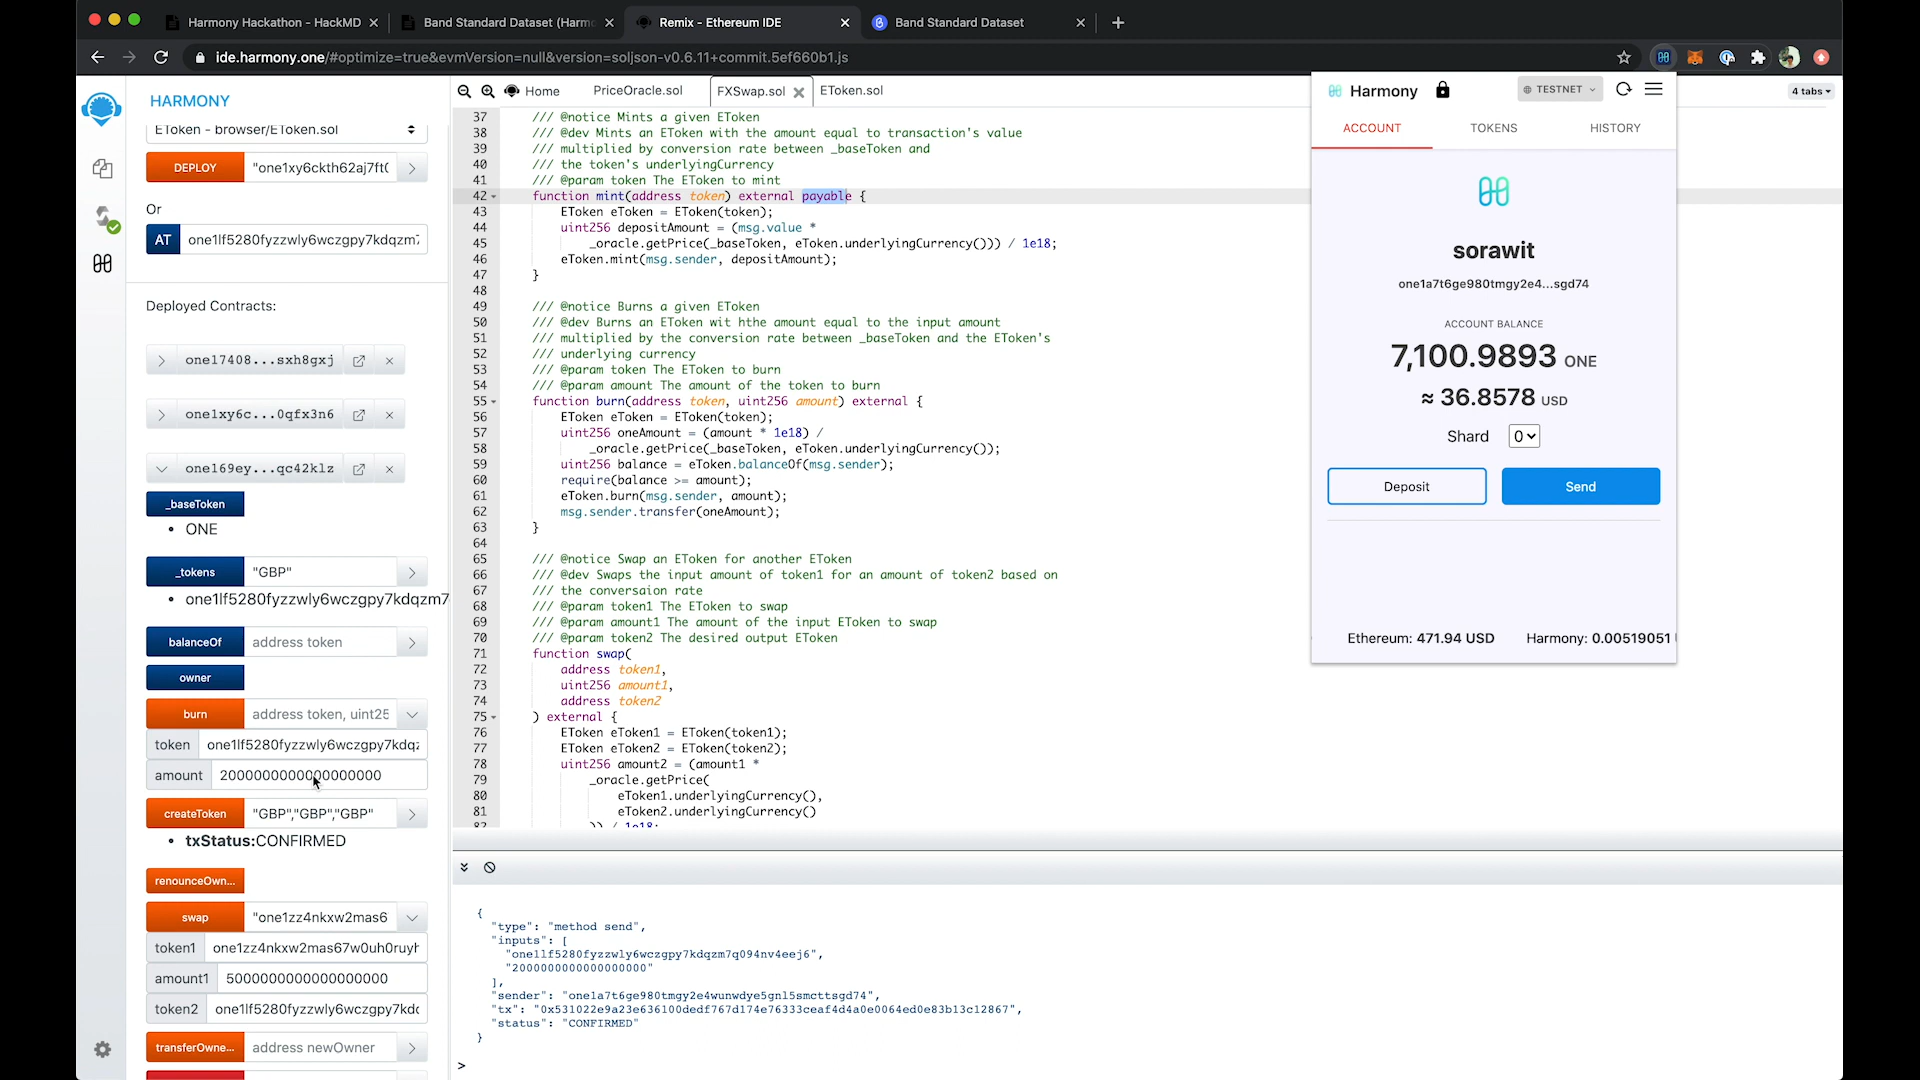 Harmony Hackathon - HackMD
Band Standard Dataset (Harm
Remix - Ethereum IDE
Band Standard Dataset
ide.harmony.one/#optimize=true&evmVersion=null&version=soljson-v0.6.11+commit.5ef660b1.js
HARMONY
EToken - browser/EToken.sol
DEPLOY
"one1xy6ckth62aj7ft(
Or
AT
one1lf5280fyzzwly6wczgpy7kdqzm7
Deployed Contracts:
one17408...sxh8gxj
one1xy6c...0qfx3n6
one169ey...qc42klz
_baseToken
• ONE
_tokens
"GBP"
• one1lf5280fyzzwly6wczgpy7kdqzm7
balanceOf
address token
owner
burn
address token, uint25
token
one1lf5280fyzzwly6wczgpy7kdqz
amount
2000000000000000000
createToken
"GBP","GBP","GBP"
• txStatus:CONFIRMED
renounceOwn...
swap
"one1zz4nkxw2mas6
token1
one1zz4nkxw2mas67w0uh0ruyh
amount1
5000000000000000000
token2
one1lf5280fyzzwly6wczgpy7kdc
transferOwne...
address newOwner
Home
PriceOracle.sol
FXSwap.sol
EToken.sol
4 tabs
37 /// @notice Mints a given EToken
38 /// @dev Mints an EToken with the amount equal to transaction's value
39 /// multiplied by conversion rate between _baseToken and
40 /// the token's underlyingCurrency
41 /// @param token The EToken to mint
42 function mint(address token) external payable {
43 EToken eToken = EToken(token);
44 uint256 depositAmount = (msg.value *
45 _oracle.getPrice(_baseToken, eToken.underlyingCurrency())) / 1e18;
46 eToken.mint(msg.sender, depositAmount);
47 }
48
49 /// @notice Burns a given EToken
50 /// @dev Burns an EToken wit hthe amount equal to the input amount
51 /// multiplied by the conversion rate between _baseToken and the EToken's
52 /// underlying currency
53 /// @param token The EToken to burn
54 /// @param amount The amount of the token to burn
55 function burn(address token, uint256 amount) external {
56 EToken eToken = EToken(token);
57 uint256 oneAmount = (amount * 1e18) /
58 _oracle.getPrice(_baseToken, eToken.underlyingCurrency());
59 uint256 balance = eToken.balanceOf(msg.sender);
60 require(balance >= amount);
61 eToken.burn(msg.sender, amount);
62 msg.sender.transfer(oneAmount);
63 }
64
65 /// @notice Swap an EToken for another EToken
66 /// @dev Swaps the input amount of token1 for an amount of token2 based on
67 /// the conversaion rate
68 /// @param token1 The EToken to swap
69 /// @param amount1 The amount of the input EToken to swap
70 /// @param token2 The desired output EToken
71 function swap(
72 address token1,
73 uint256 amount1,
74 address token2
75 ) external {
76 EToken eToken1 = EToken(token1);
77 EToken eToken2 = EToken(token2);
78 uint256 amount2 = (amount1 *
79 _oracle.getPrice(
80 eToken1.underlyingCurrency(),
81 eToken2.underlyingCurrency()
82 )) / 1e18;
{
"type": "method send",
"inputs": [
"one1lf5280fyzzwly6wczgpy7kdqzm7q094nv4eej6",
"2000000000000000000"
],
"sender": "one1a7t6ge980tmgy2e4wunwdye5gnl5smcttsgd74",
"tx": "0x531022e9a23e636100dedf767d174e76333ceaf4d4a0e0064ed0e83b13c12867",
"status": "CONFIRMED"
}
>
Harmony
TESTNET
ACCOUNT
TOKENS
HISTORY
sorawit
one1a7t6ge980tmgy2e4...sgd74
ACCOUNT BALANCE
7,100.9893 ONE
≈ 36.8578 USD
Shard
0
Deposit
Send
Ethereum: 471.94 USD
Harmony: 0.00519051